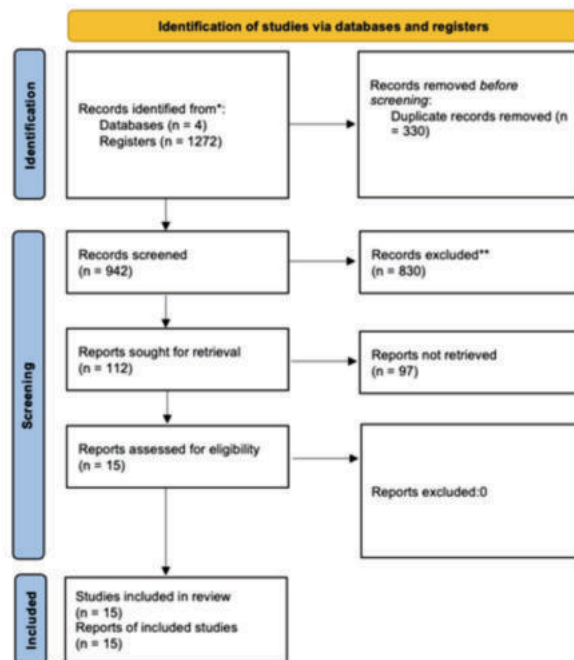 Identification of studies via databases and registers
Identification
Records identified from*:
Databases (n = 4)
Registers (n = 1272)
Records removed before
screening:
Duplicate records removed (n
= 330)
Screening
Records screened
(n = 942)
Records excluded**
(n = 830)
Reports sought for retrieval
(n = 112)
Reports not retrieved
(n = 97)
Reports assessed for eligibility
(n = 15)
Reports excluded:0
Included
Studies included in review
(n = 15)
Reports of included studies
(n = 15)